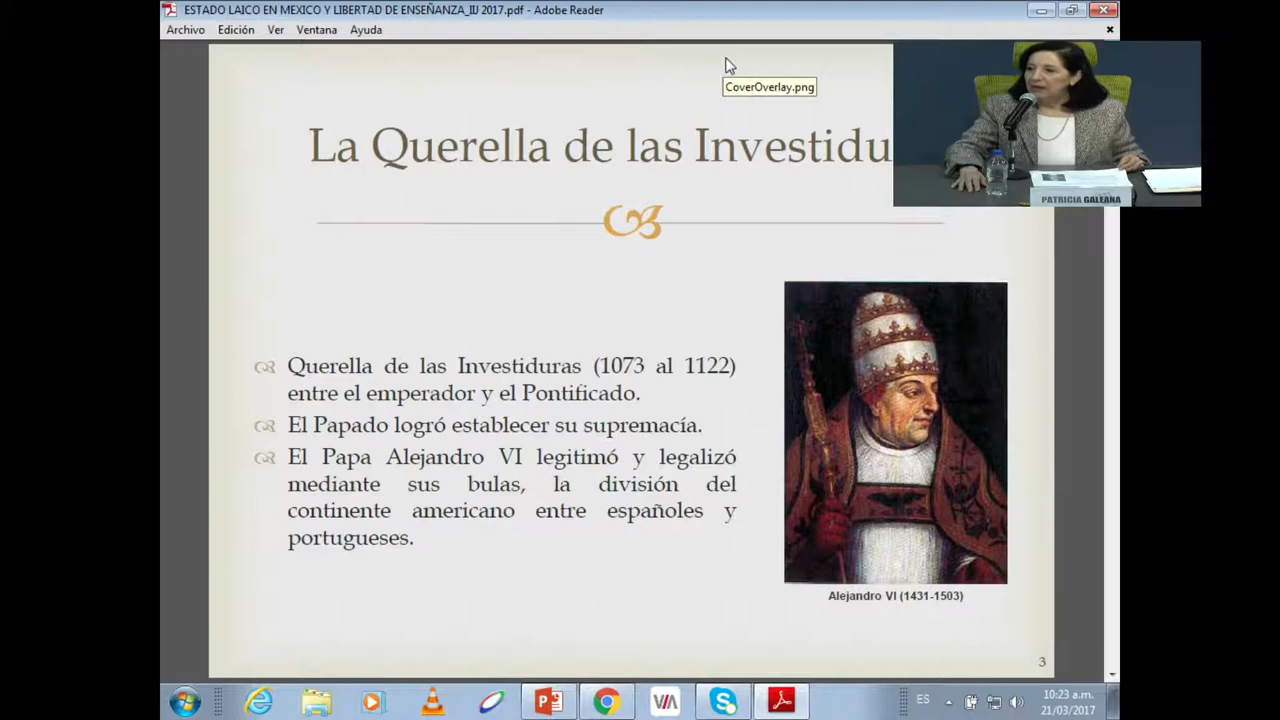 ESTADO LAICO EN MEXICO Y LIBERTAD DE ENSEÑANZA_IIJ 2017.pdf - Adobe Reader
Archivo Edición Ver Ventana Ayuda
CoverOverlay.png
La Querella de las Investidu
PATRICIA GALEANA
Querella de las Investiduras (1073 al 1122)
entre el emperador y el Pontificado.
El Papado logró establecer su supremacía.
El Papa Alejandro VI legitimó y legalizó
mediante sus bulas, la división del
continente americano entre españoles y
portugueses.
Alejandro VI (1431-1503)
3
VIA
ES
10:23 a.m.
21/03/2017